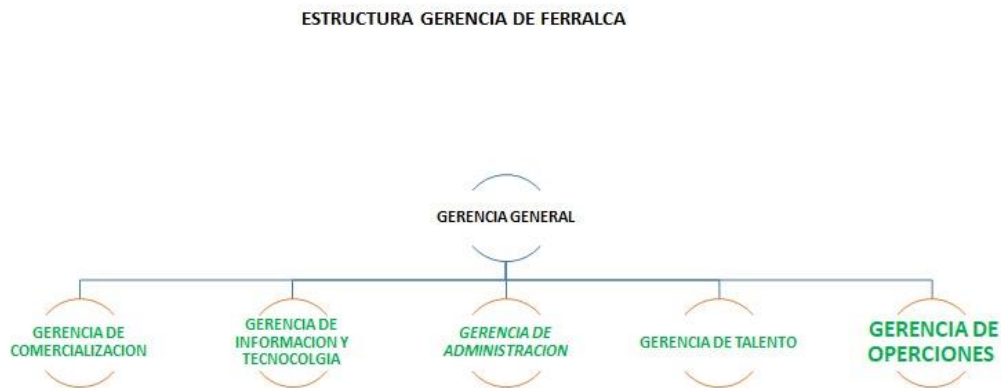 ESTRUCTURA GERENCIA DE FERRALCA
GERENCIA GENERAL
GERENCIA DE
COMERCIALIZACION
GERENCIA DE
INFORMACION Y
TECNOCOLGIA
GERENCIA DE
ADMINISTRACION
GERENCIA DE TALENTO
GERENCIA DE
OPERCIONES